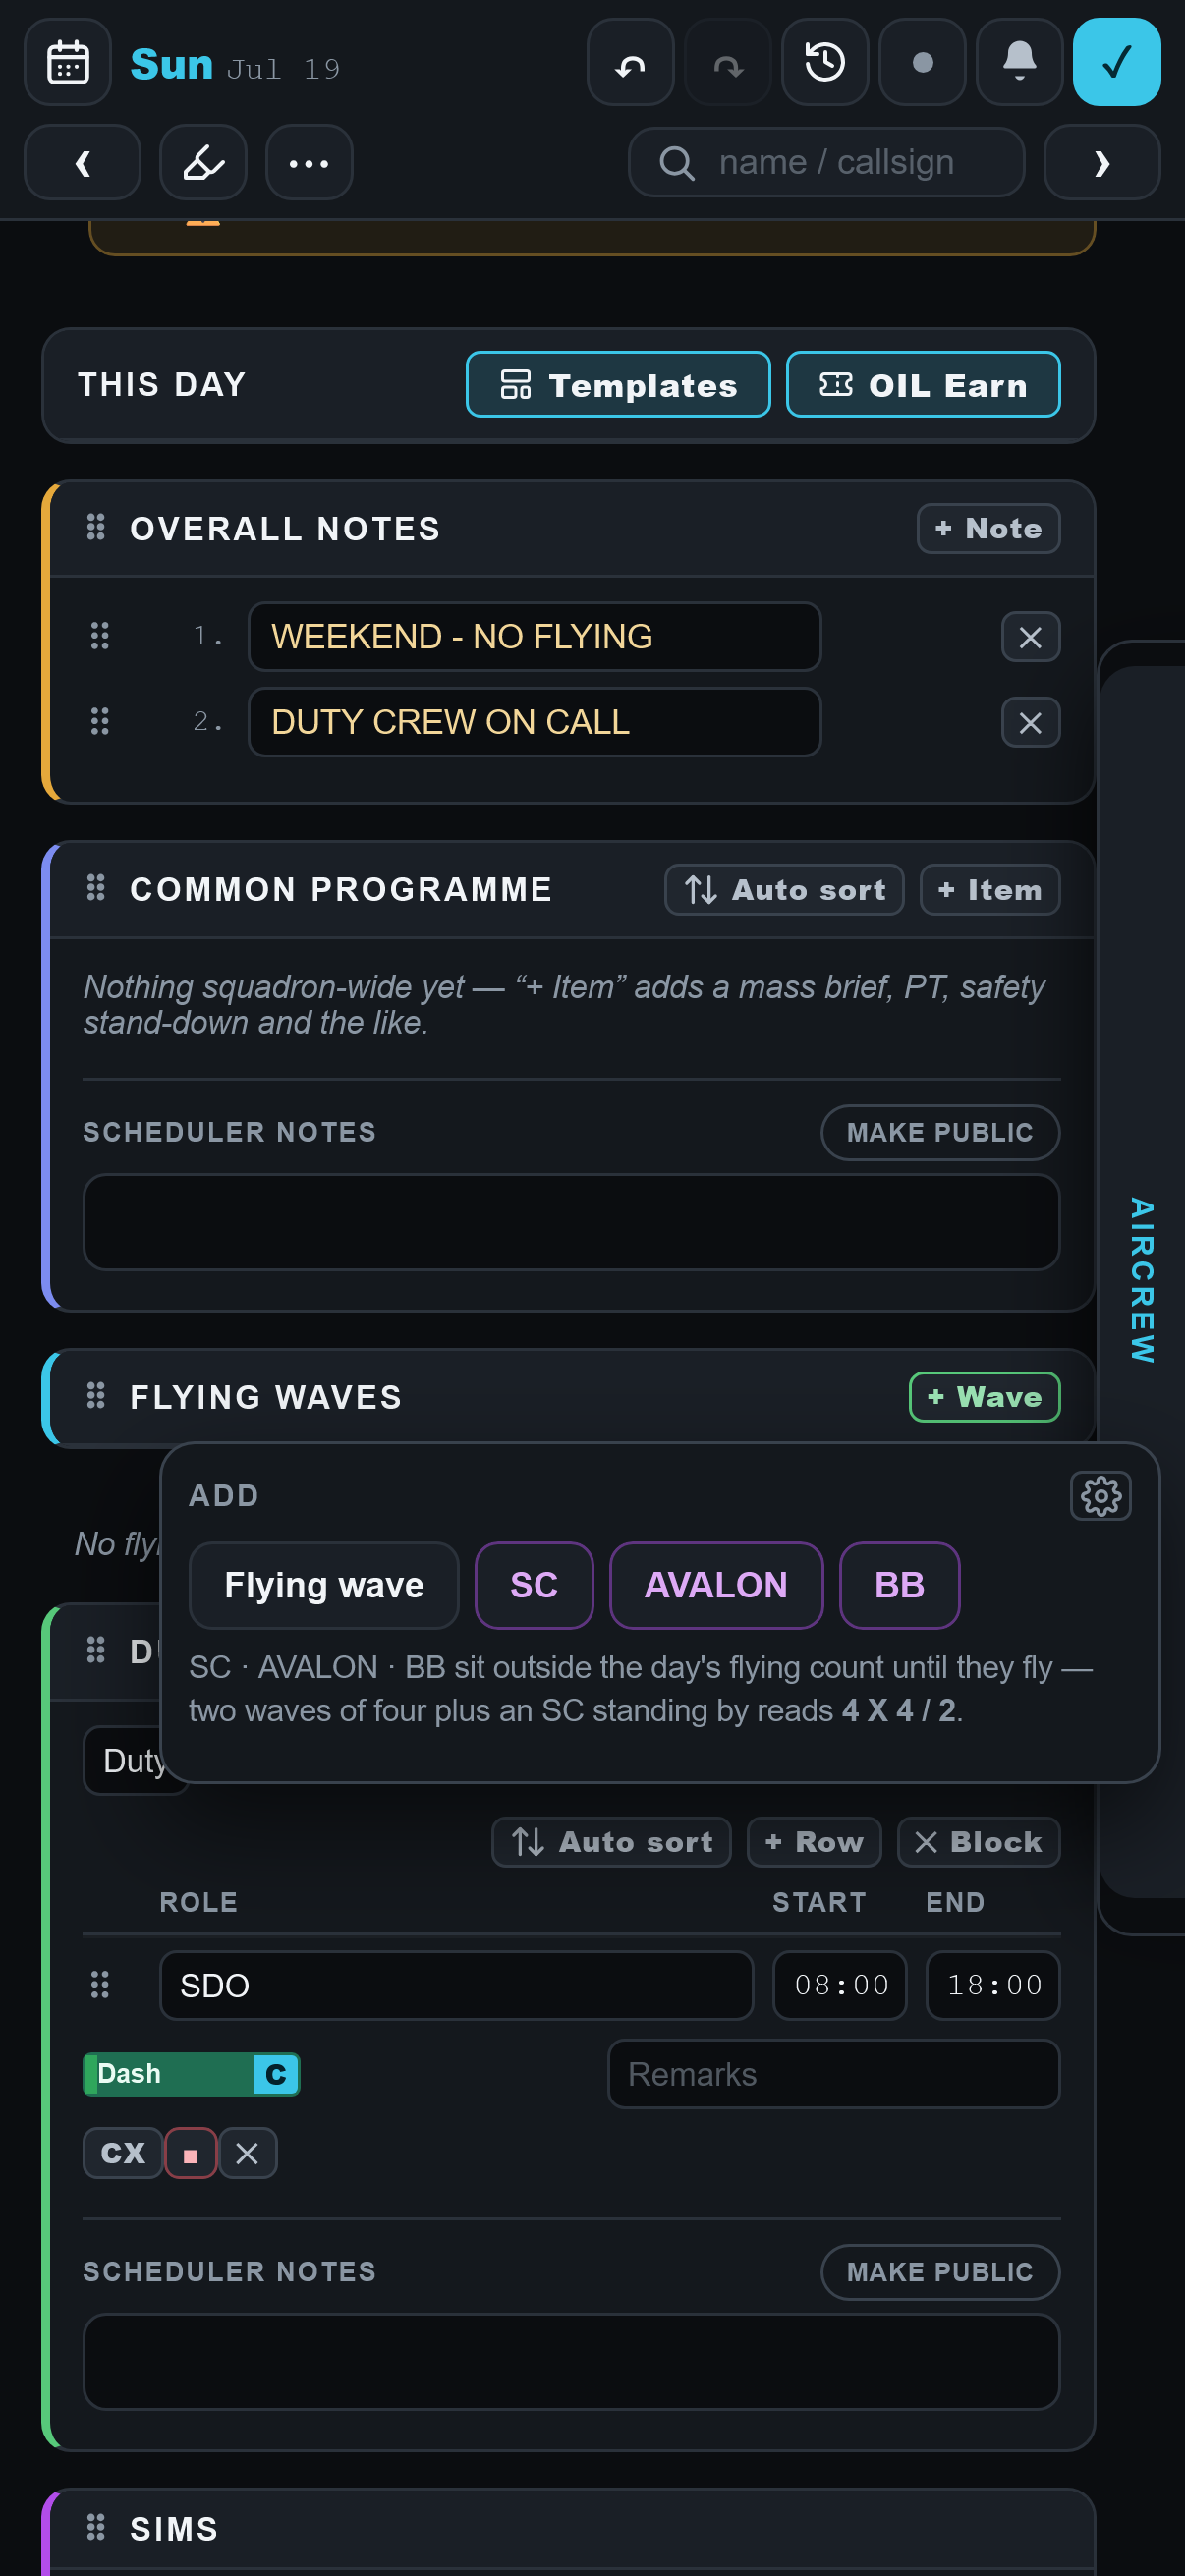 Sun Jul 19
name / callsign
THIS DAY
Templates
OIL Earn
OVERALL NOTES
+ Note
1. WEEKEND - NO FLYING
2. DUTY CREW ON CALL
COMMON PROGRAMME
Auto sort
+ Item
Nothing squadron-wide yet — “+ Item” adds a mass brief, PT, safety
stand-down and the like.
SCHEDULER NOTES
MAKE PUBLIC
AIRCREW
FLYING WAVES
+ Wave
ADD
No flyi
Flying wave
SC
AVALON
BB
SC · AVALON · BB sit outside the day's flying count until they fly —
two waves of four plus an SC standing by reads 4 X 4 / 2.
Duty
Auto sort
+ Row
Block
ROLE START END
SDO 08:00 18:00
Dash C
Remarks
CX
SCHEDULER NOTES
MAKE PUBLIC
SIMS